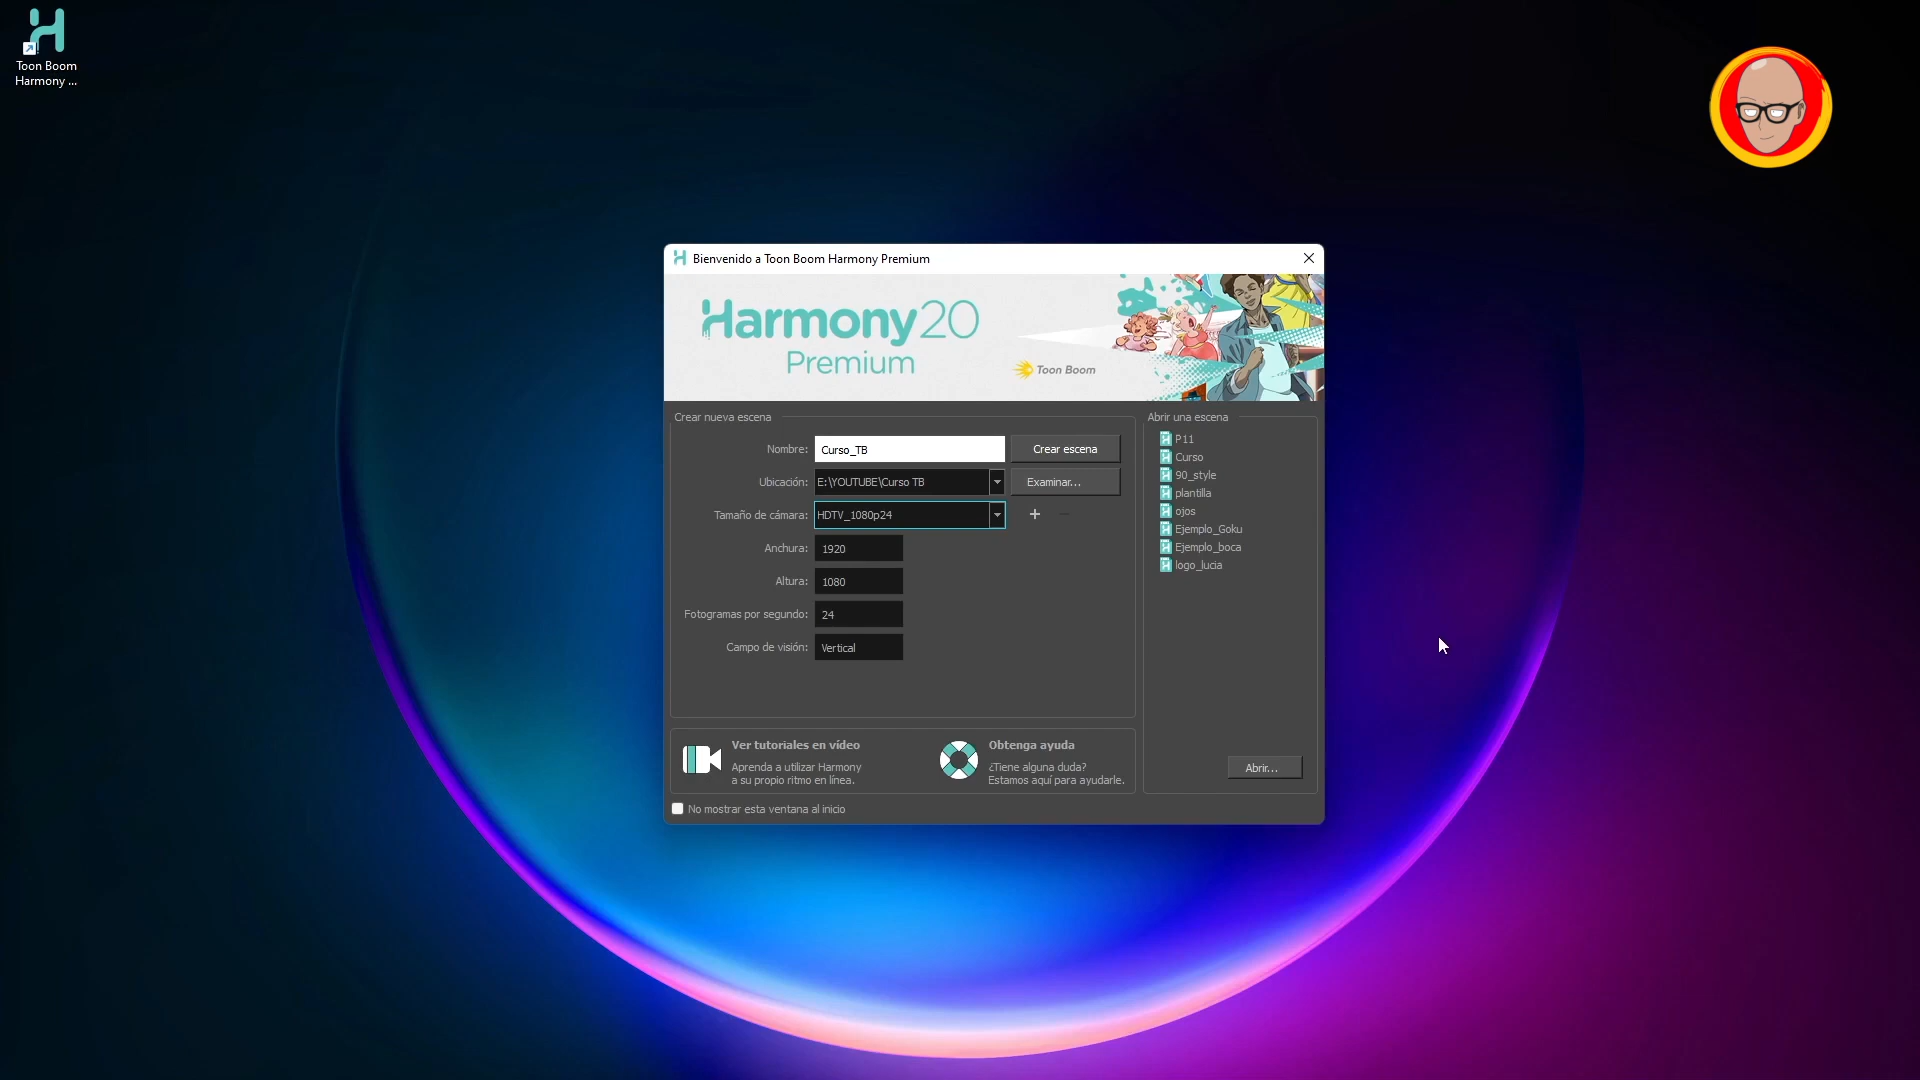 Toon Boom
Harmony ...
Bienvenido a Toon Boom Harmony Premium
Harmony 20
Premium
Toon Boom
Crear nueva escena
Nombre: Curso_TB Crear escena
Ubicación: E:\YOUTUBE\Curso TB Examinar...
Tamaño de cámara: HDTV_1080p24
Anchura: 1920
Altura: 1080
Fotogramas por segundo: 24
Campo de visión: Vertical
Abrir una escena
P11
Curso
90_style
plantilla
ojos
Ejemplo_Goku
Ejemplo_boca
logo_lucia
Abrir...
Ver tutoriales en vídeo
Aprenda a utilizar Harmony
a su propio ritmo en línea.
Obtenga ayuda
¿Tiene alguna duda?
Estamos aquí para ayudarle.
No mostrar esta ventana al inicio